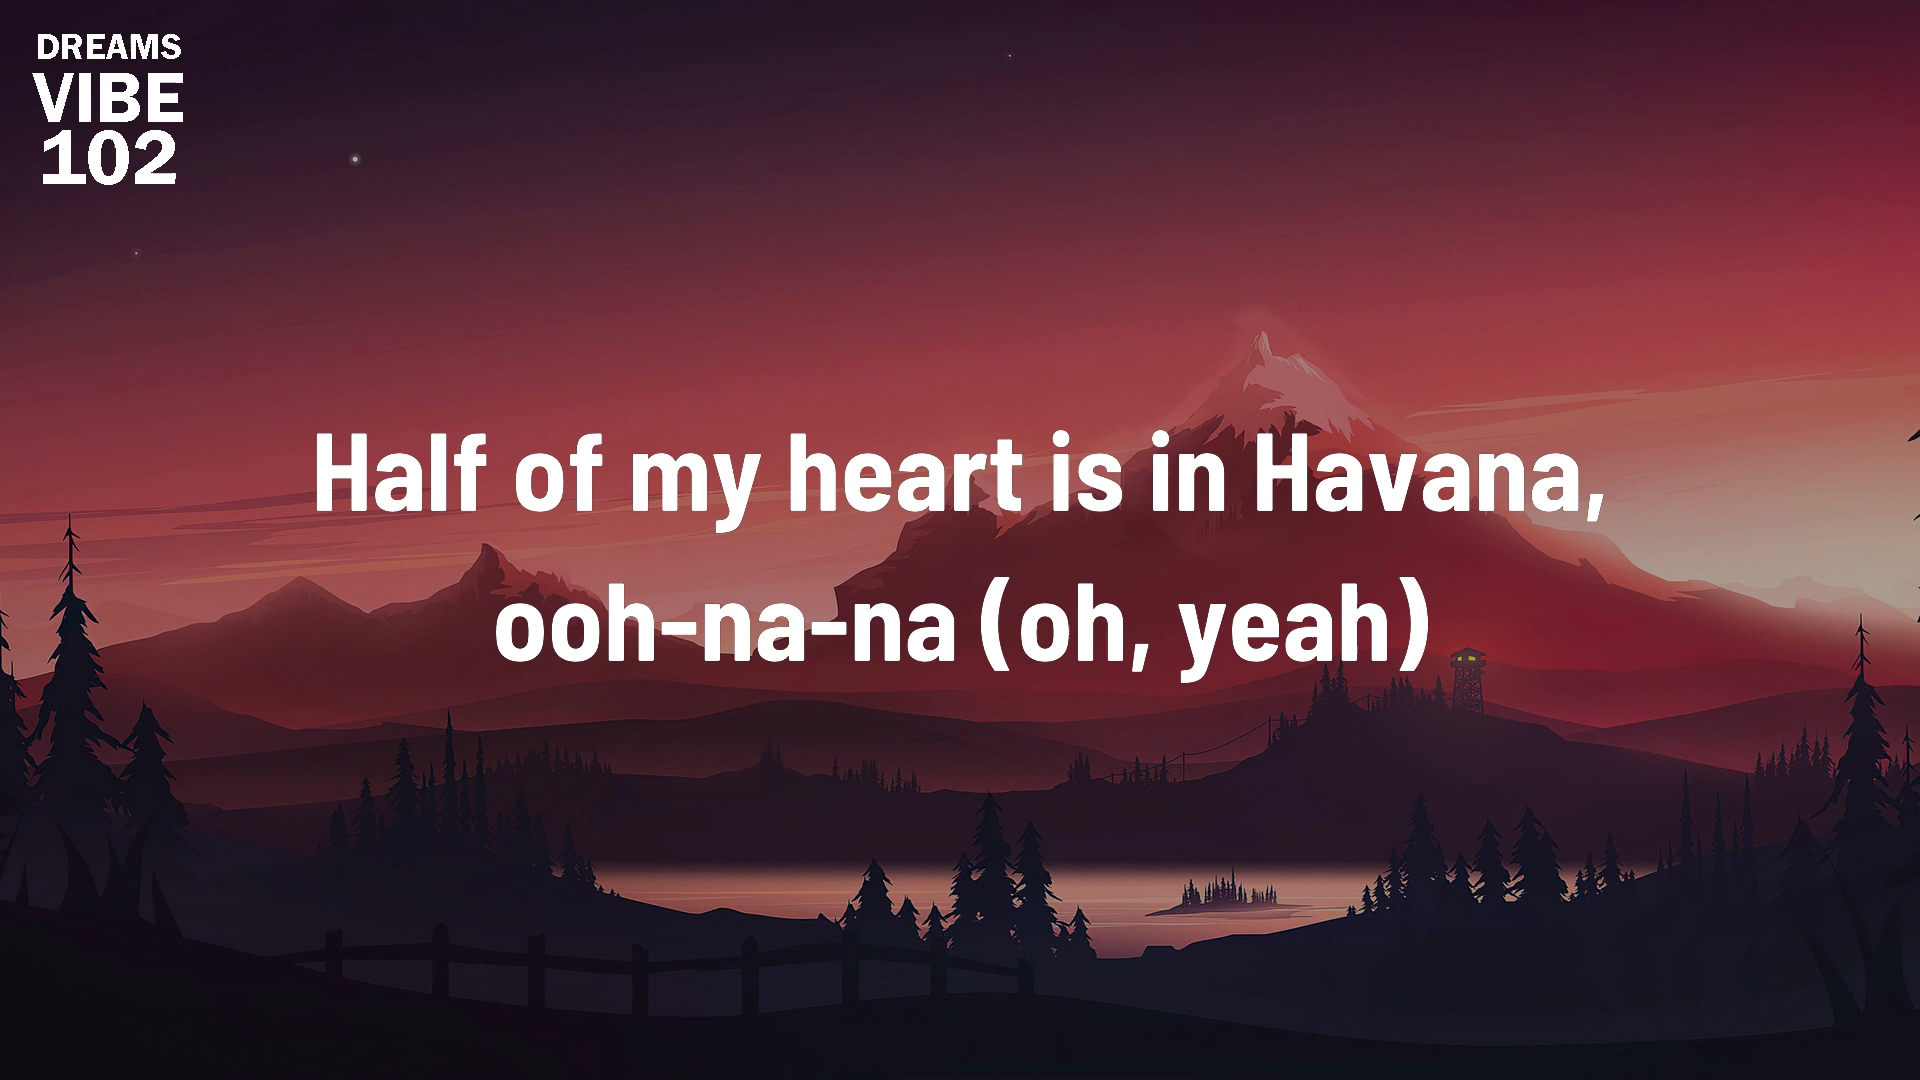 DREAMS
VIBE
102
Half of my heart is in Havana,
ooh-na-na (oh, yeah)